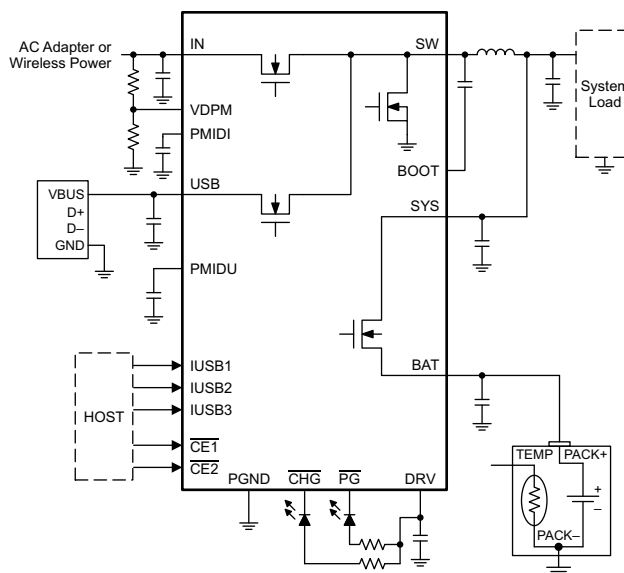 AC Adapter or
Wireless Power
IN
SW
System
Load
VDPM
PMIDI
BOOT
USB
SYS
VBUS
D+
D–
GND
PMIDU
BAT
HOST
IUSB1
IUSB2
IUSB3
CE1
CE2
PGND
CHG
PG
DRV
TEMP
PACK+
+
–
PACK–